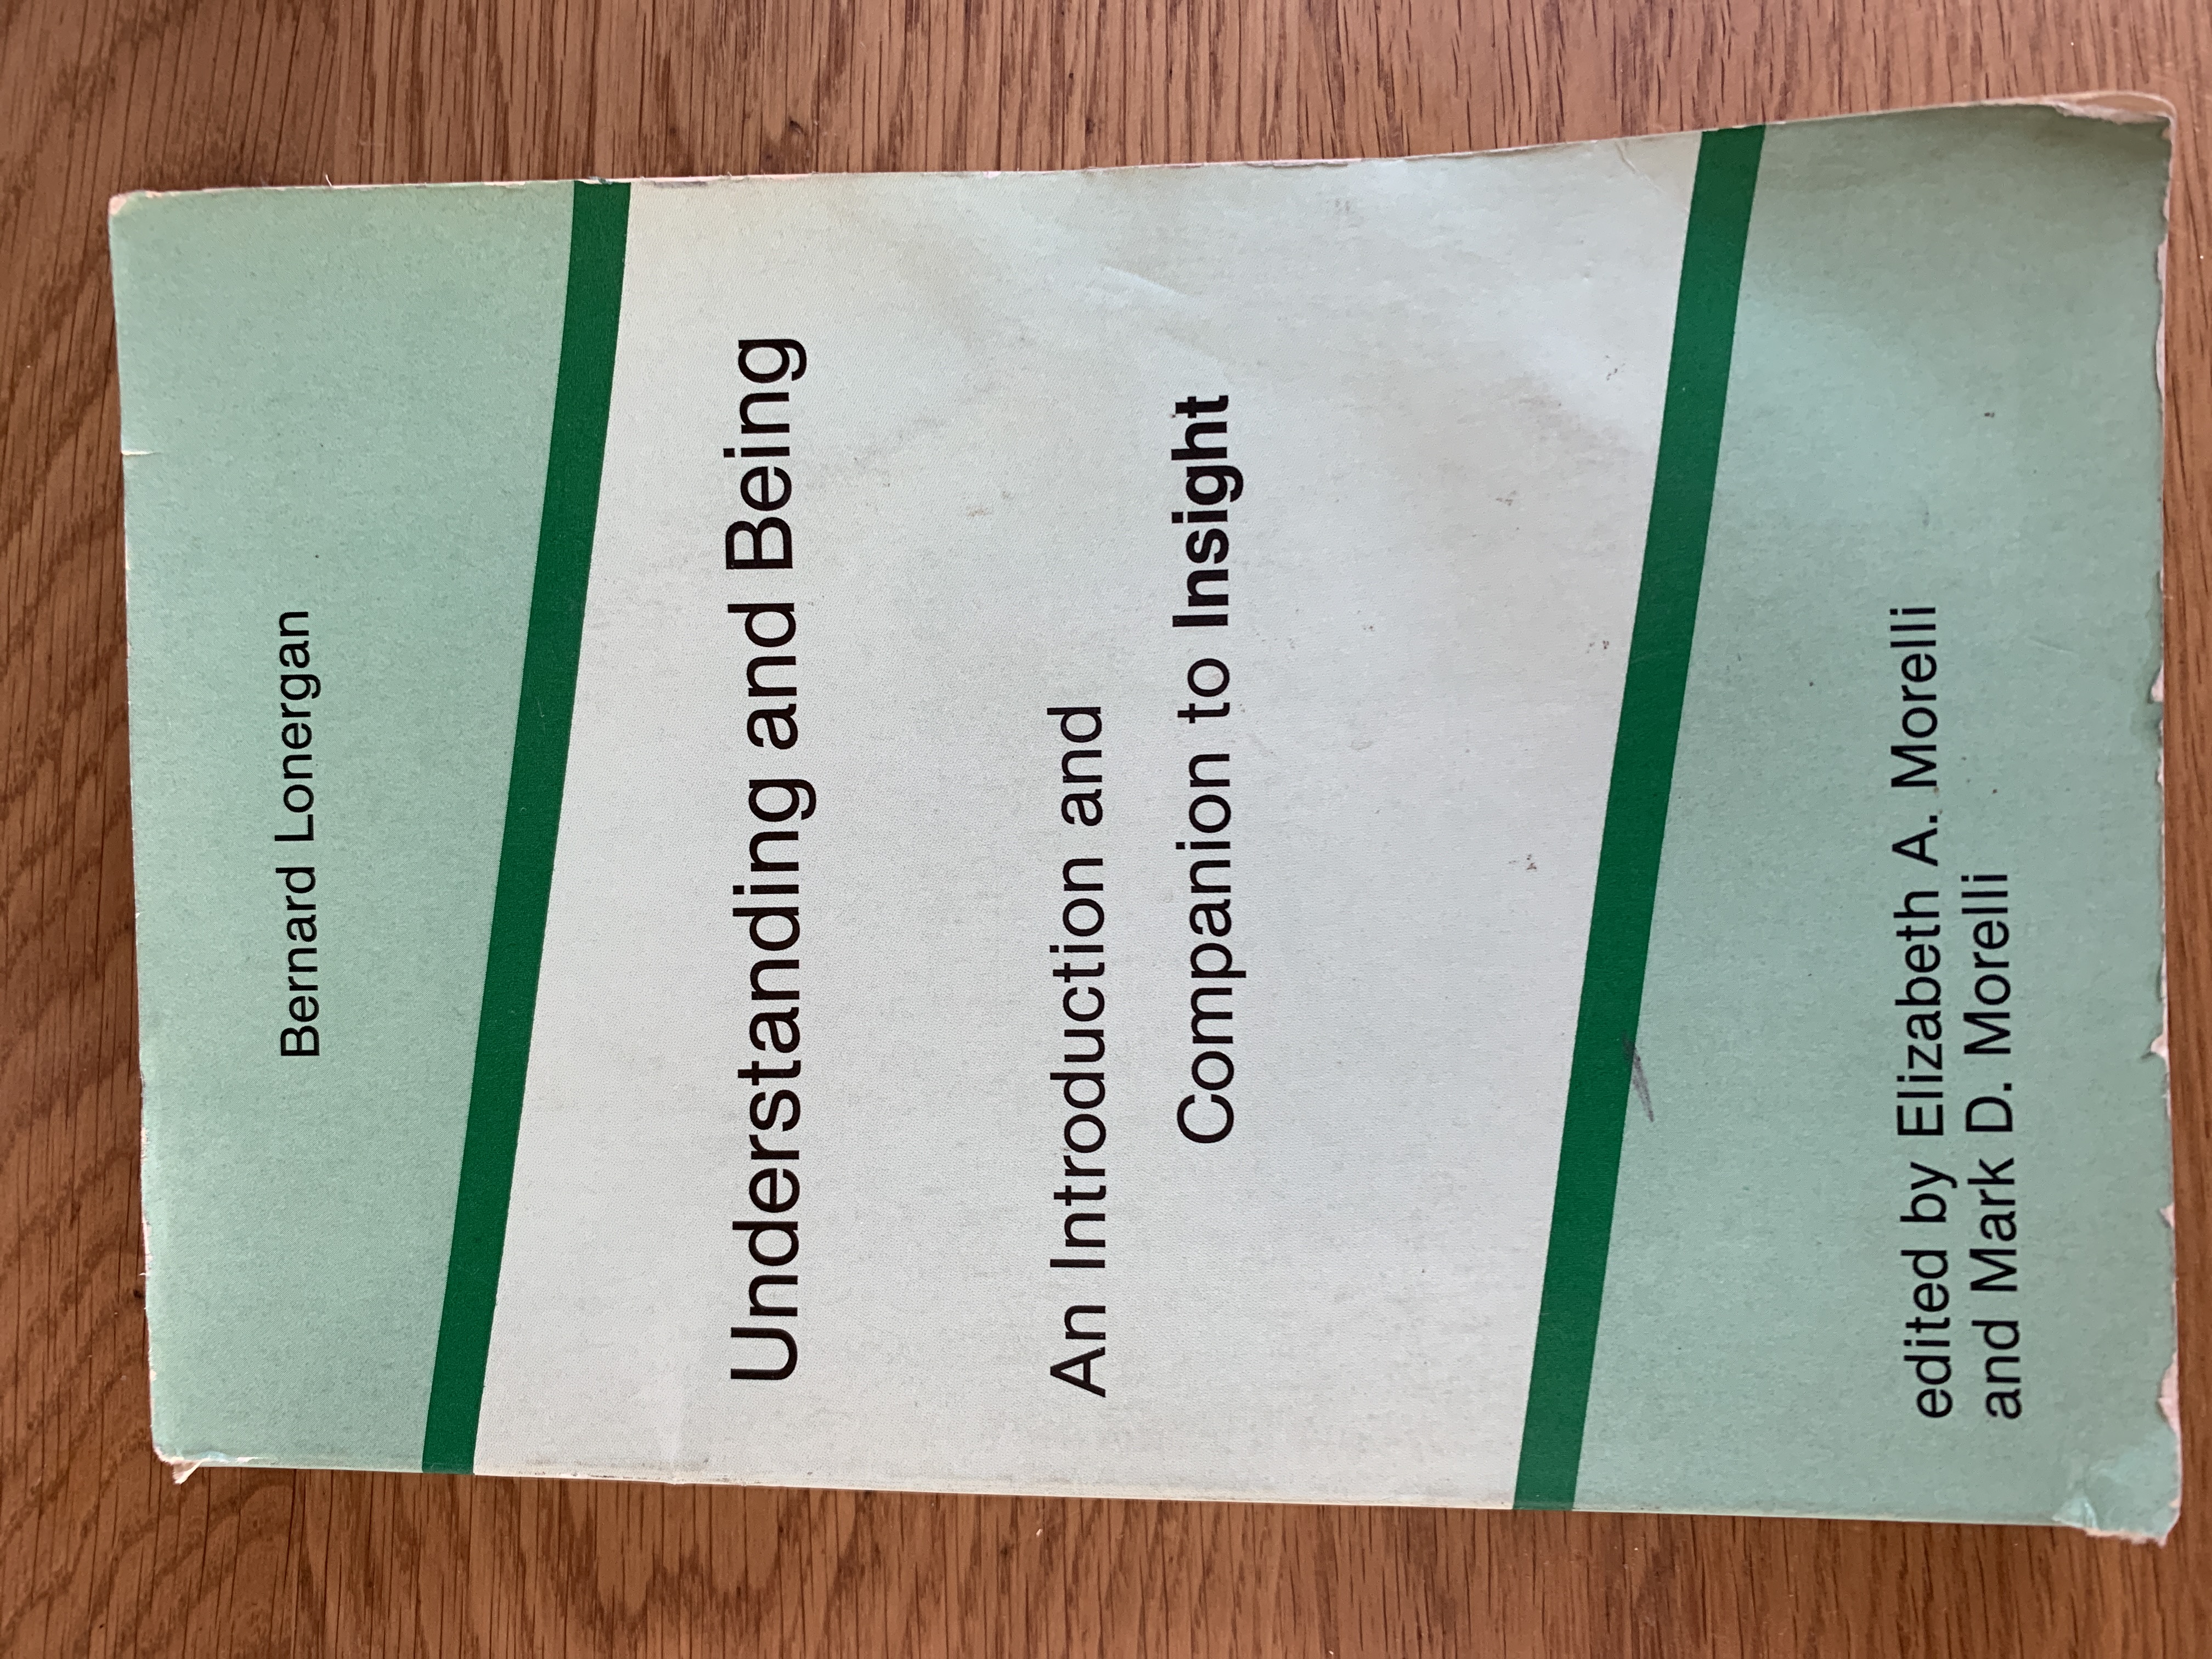 Bernard Lonergan
Understanding and Being
An Introduction and
Companion to Insight
edited by Elizabeth A. Morelli
and Mark D. Morelli